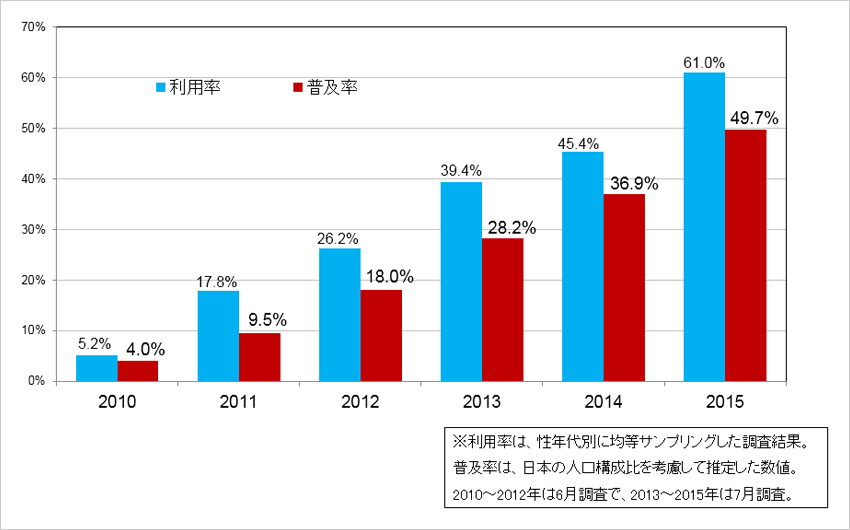 70%
60%
50%
40%
30%
20%
10%
0%
利用率 普及率
5.2% 4.0%
17.8% 9.5%
26.2% 18.0%
39.4% 28.2%
45.4% 36.9%
61.0% 49.7%
2010 2011 2012 2013 2014 2015
※利用率は、性年代別に均等サンプリングした調査結果。
普及率は、日本の人口構成比を考慮して推定した数値。
2010～2012年は6月調査で、2013～2015年は7月調査。